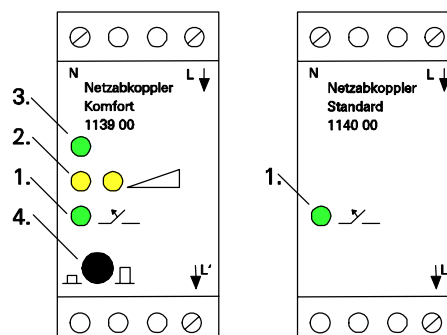 N L
Netzabkoppler
Komfort
1139 00
3.
2.
1.
4.
L'
N L
Netzabkoppler
Standard
1140 00
1.
L'